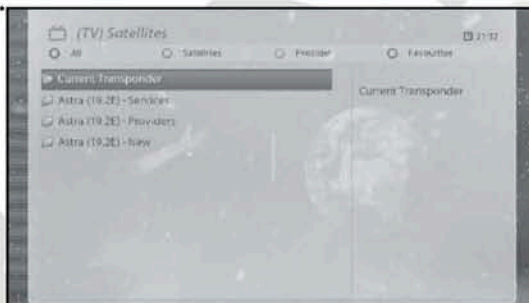 (TV) Satellites 21:32
All Satellites Provider Favourites
Current Transponder
Current Transponder
Astra (19.2E) - Services
Astra (19.2E) - Providers
Astra (19.2E) - New